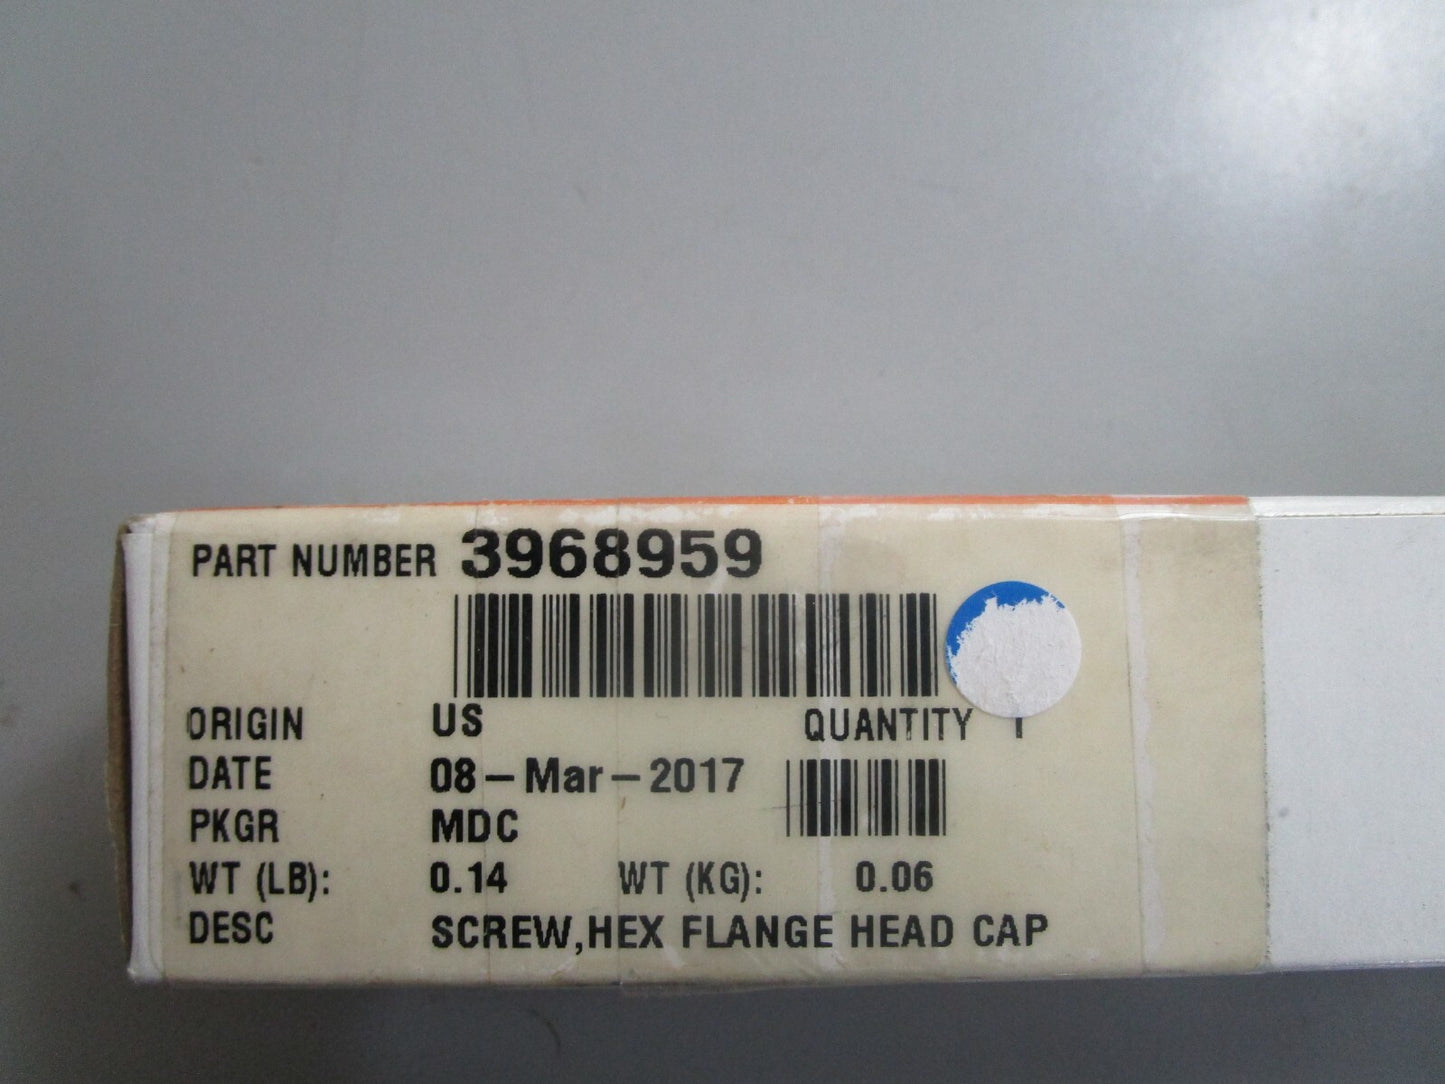 PART NUMBER 3968959
ORIGIN US QUANTITY 1
DATE 08-Mar-2017
PKGR MDC
WT (LB): 0.14 WT (KG): 0.06
DESC SCREW,HEX FLANGE HEAD CAP